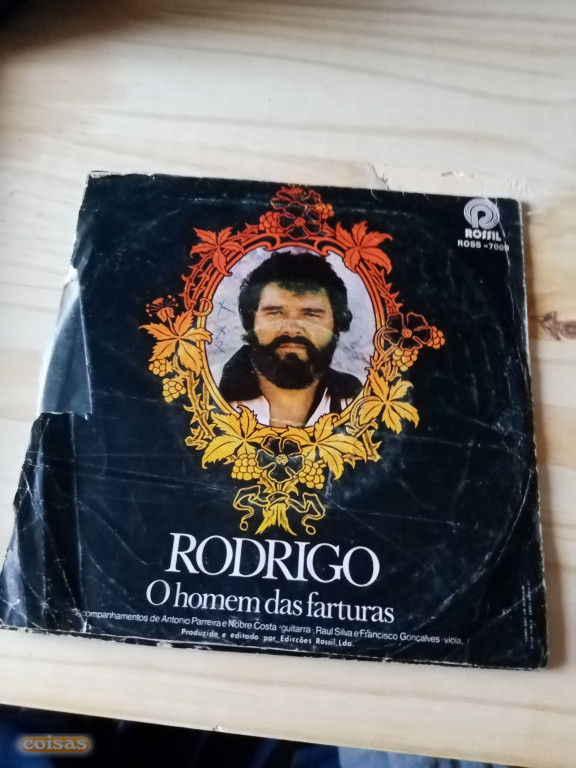 ROSSIL
ROSS -7009
RODRIGO
O homem das farturas
companhamentos de Antonio Parreira e Nobre Costa -guitarra. Raul Silva e Francisco Gonçalves -viola.
Produzido e editado por Edicções Rossil, Lda.
coisas